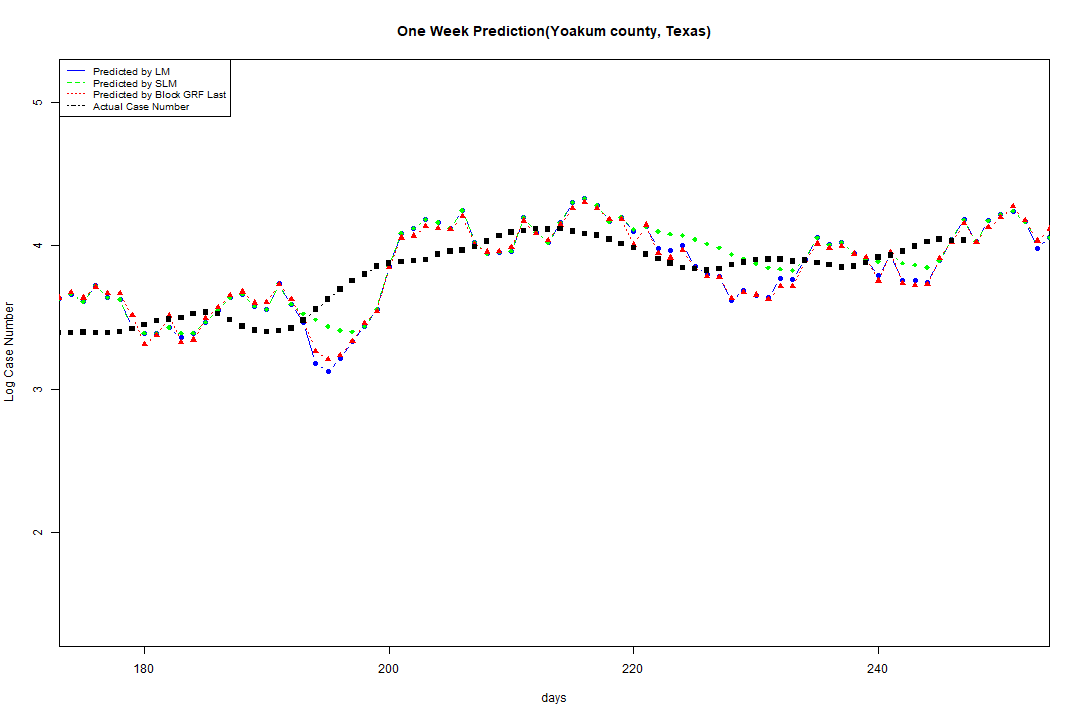 One Week Prediction(Yoakum county, Texas)
Predicted by LM
Predicted by SLM
Predicted by Block GRF Last
Actual Case Number
5
4
3
2
Log Case Number
180 200 220 240
days